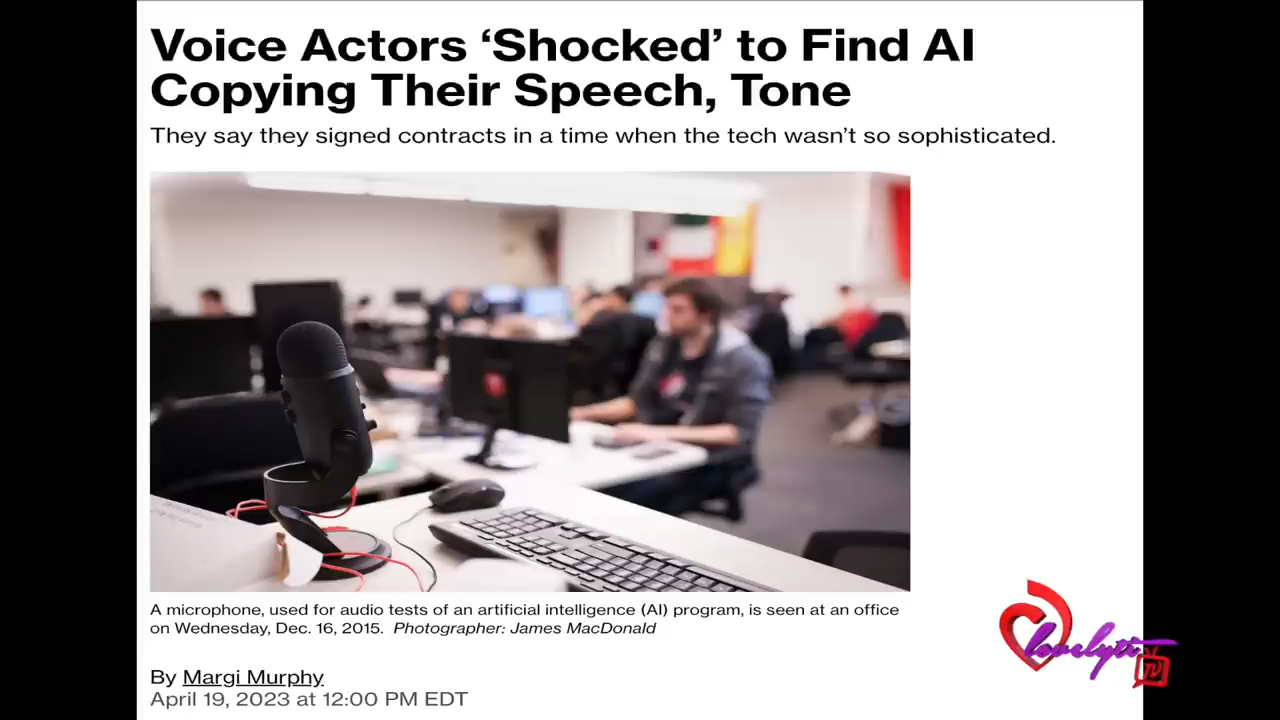 Voice Actors ‘Shocked’ to Find AI
Copying Their Speech, Tone
They say they signed contracts in a time when the tech wasn’t so sophisticated.
A microphone, used for audio tests of an artificial intelligence (AI) program, is seen at an office
on Wednesday, Dec. 16, 2015. Photographer: James MacDonald
By Margi Murphy
April 19, 2023 at 12:00 PM EDT
lovelyti
TV